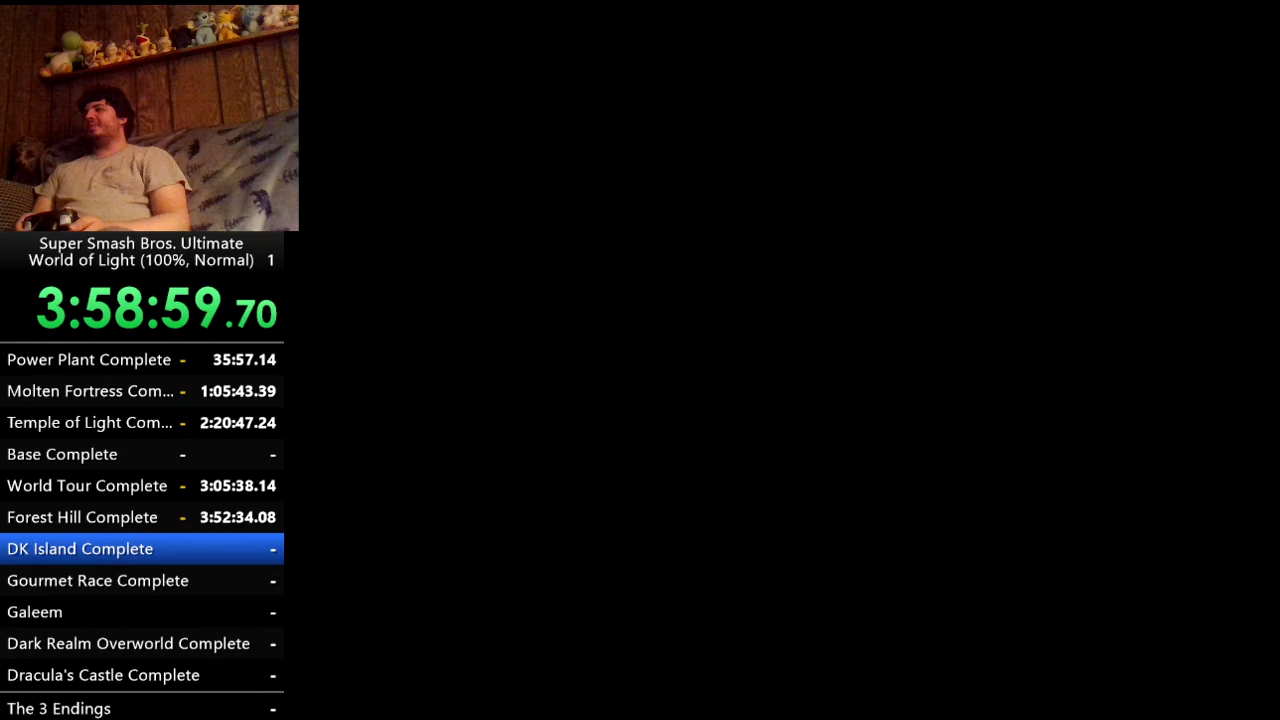 Super Smash Bros. Ultimate
World of Light (100%, Normal) 1
3:58:59.70
Power Plant Complete - 35:57.14
Molten Fortress Com... - 1:05:43.39
Temple of Light Com... - 2:20:47.24
Base Complete - -
World Tour Complete - 3:05:38.14
Forest Hill Complete - 3:52:34.08
DK Island Complete -
Gourmet Race Complete -
Galeem -
Dark Realm Overworld Complete -
Dracula's Castle Complete -
The 3 Endings -